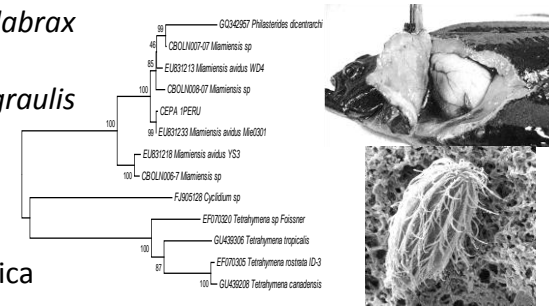 labrax
graulis
ica
GQ342957 Philasterides dicentrarchi
99
46
CBOLN007-07 Miamiensis sp
85
EU831213 Miamiensis avidus WD4
CBOLN008-07 Miamiensis sp
100
CEPA 1PERU
99
EU831233 Miamiensis avidus Mie0301
EU831218 Miamiensis avidus YS3
100
CBOLN006-7 Miamiensis sp
FJ905128 Cyclidium sp
EF070320 Tetrahymena sp Foissner
100
GU439306 Tetrahymena tropicalis
87
EF070305 Tetrahymena rostrata ID-3
100
GU439208 Tetrahymena canadensis